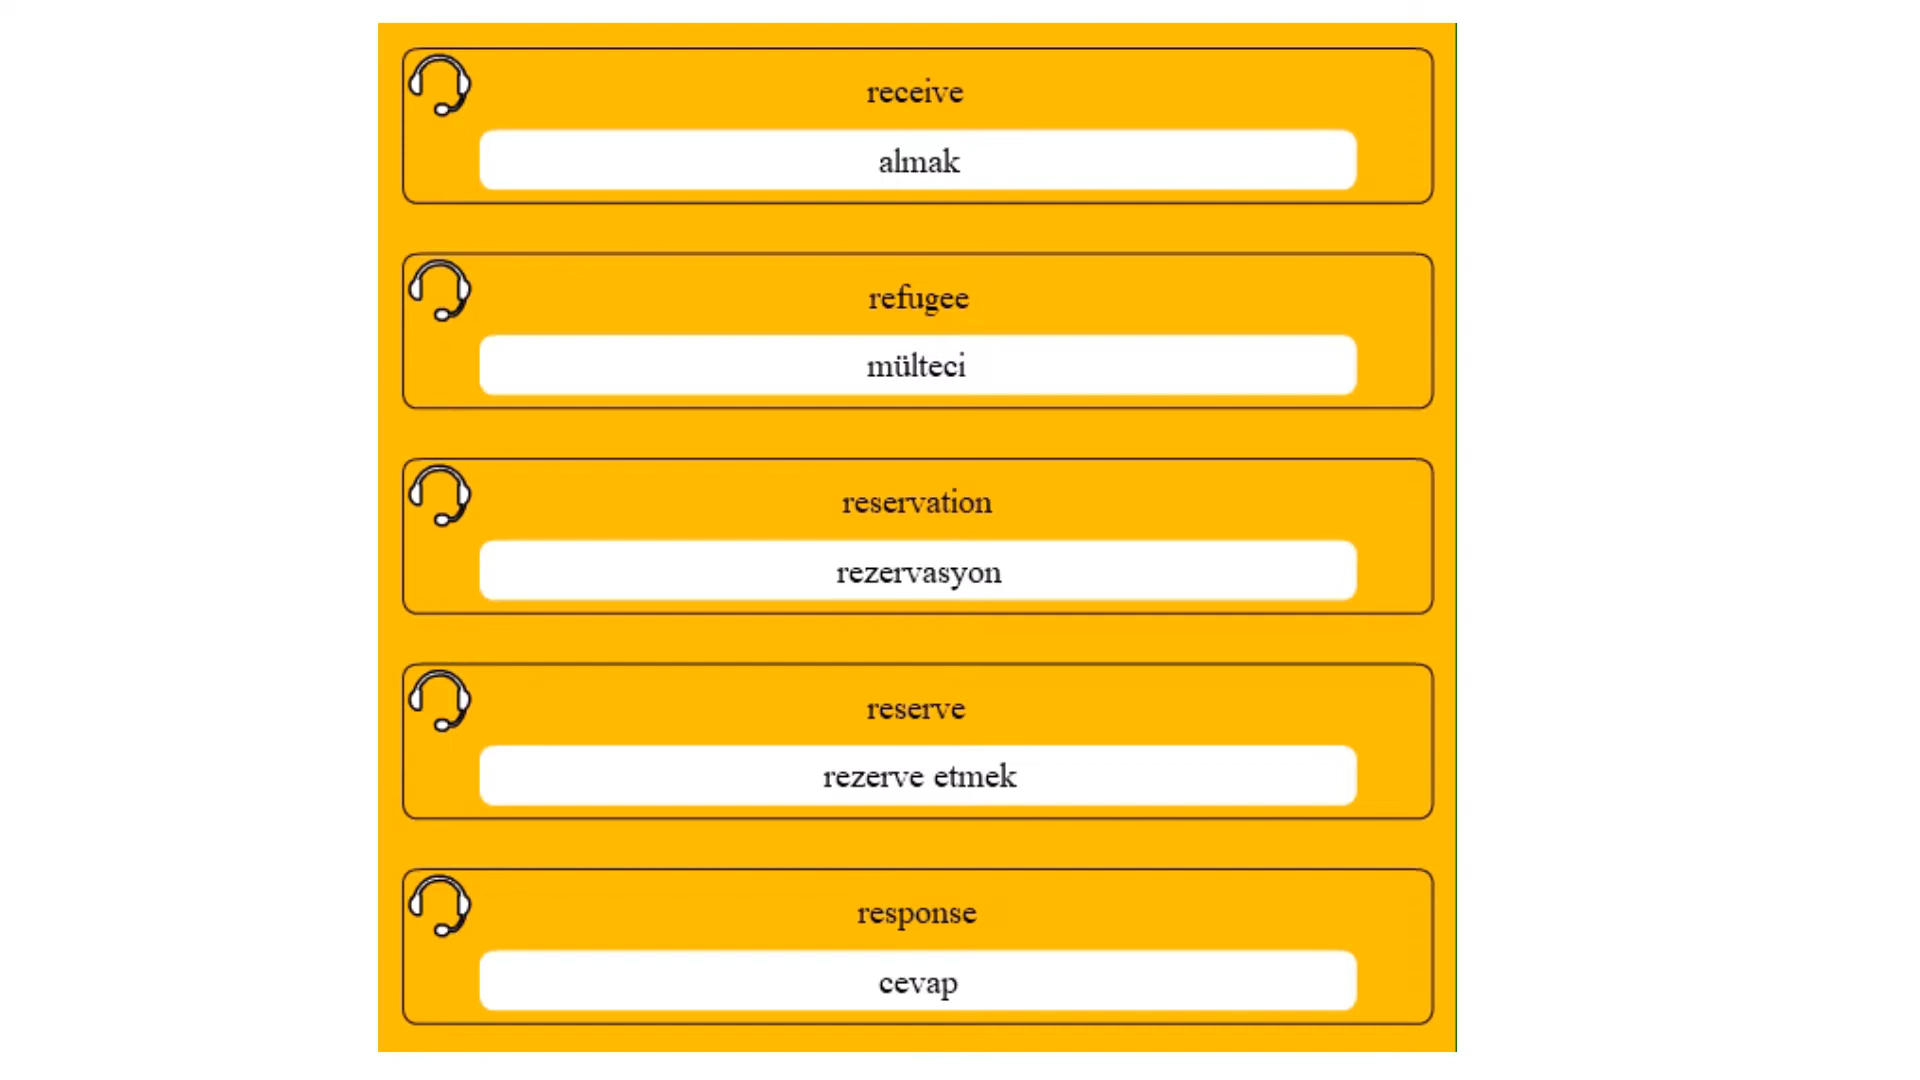 receive
almak
refugee
mülteci
reservation
rezervasyon
reserve
rezerve etmek
response
cevap